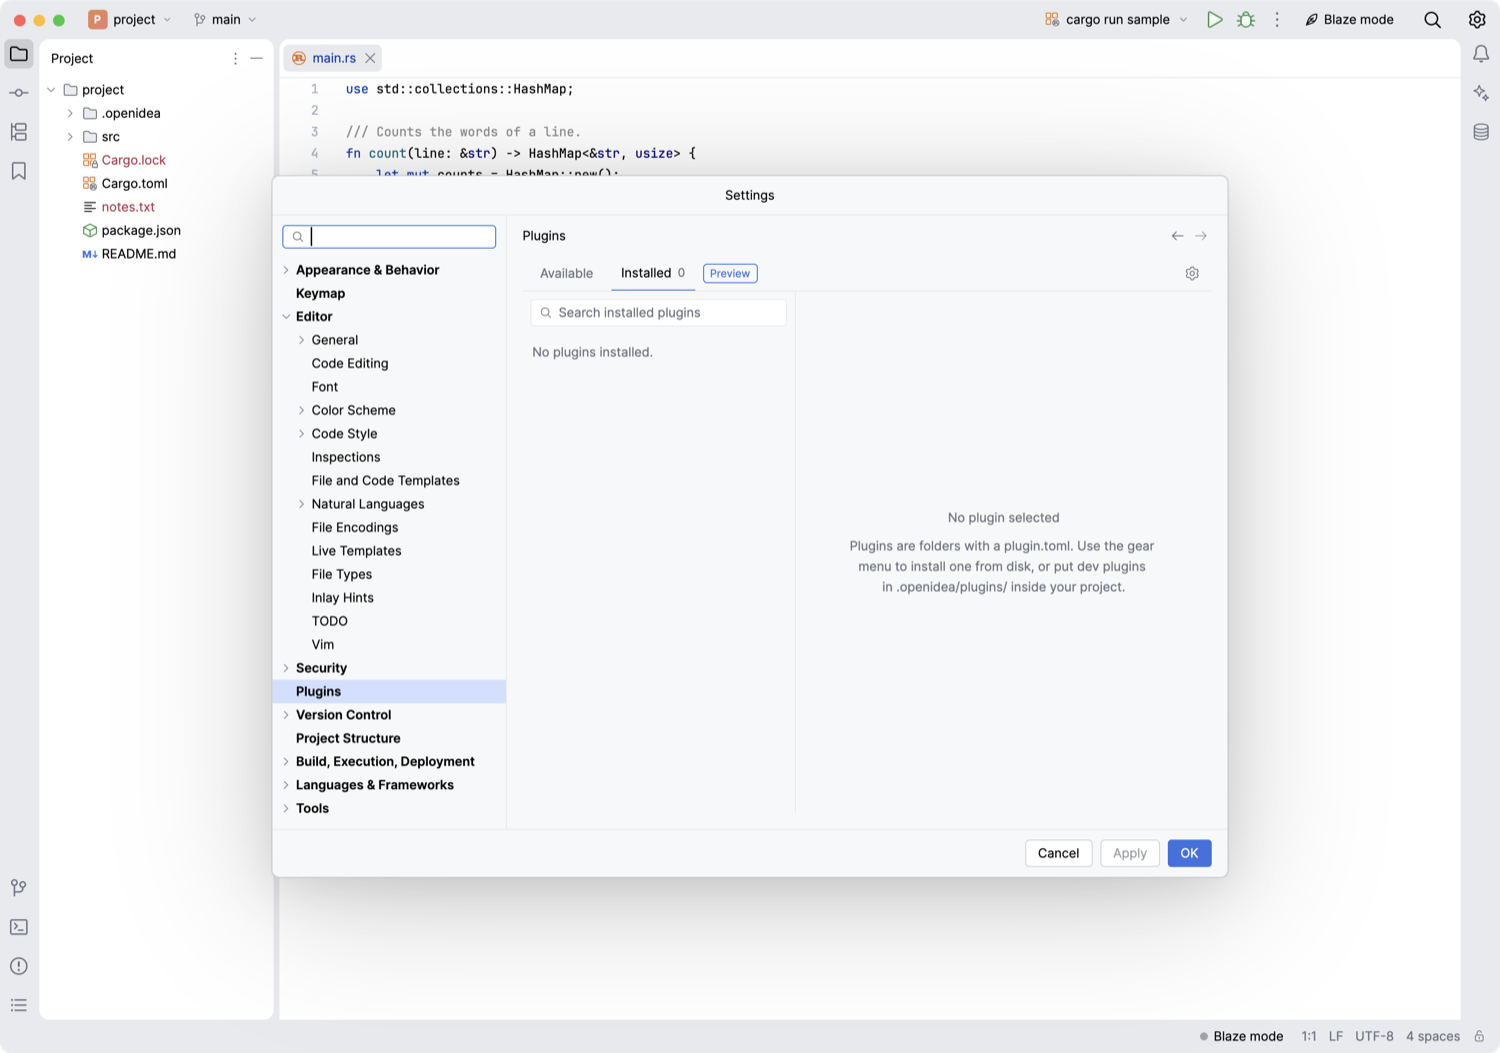 P project main cargo run sample Blaze mode
Project
main.rs
project
.openidea
src
Cargo.lock
Cargo.toml
notes.txt
package.json
M↓ README.md
1 use std::collections::HashMap;
2
3 /// Counts the words of a line.
4 fn count(line: &str) -> HashMap<&str, usize> {
5 let mut counts = HashMap::new();
Settings
Appearance & Behavior
Keymap
Editor
General
Code Editing
Font
Color Scheme
Code Style
Inspections
File and Code Templates
Natural Languages
File Encodings
Live Templates
File Types
Inlay Hints
TODO
Vim
Security
Plugins
Version Control
Project Structure
Build, Execution, Deployment
Languages & Frameworks
Tools
Plugins
Available Installed 0 Preview
Search installed plugins
No plugins installed.
No plugin selected
Plugins are folders with a plugin.toml. Use the gear
menu to install one from disk, or put dev plugins
in .openidea/plugins/ inside your project.
Cancel Apply OK
Blaze mode 1:1 LF UTF-8 4 spaces